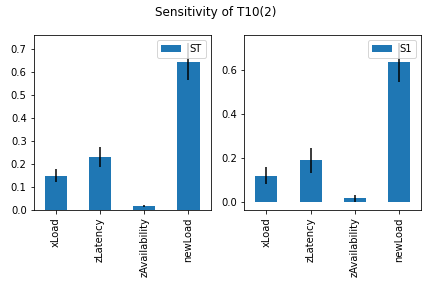 Sensitivity of T10(2)
ST
0.7
0.6
0.5
0.4
0.3
0.2
0.1
0.0
xLoad
zLatency
zAvailability
newLoad
S1
0.6
0.4
0.2
0.0
xLoad
zLatency
zAvailability
newLoad